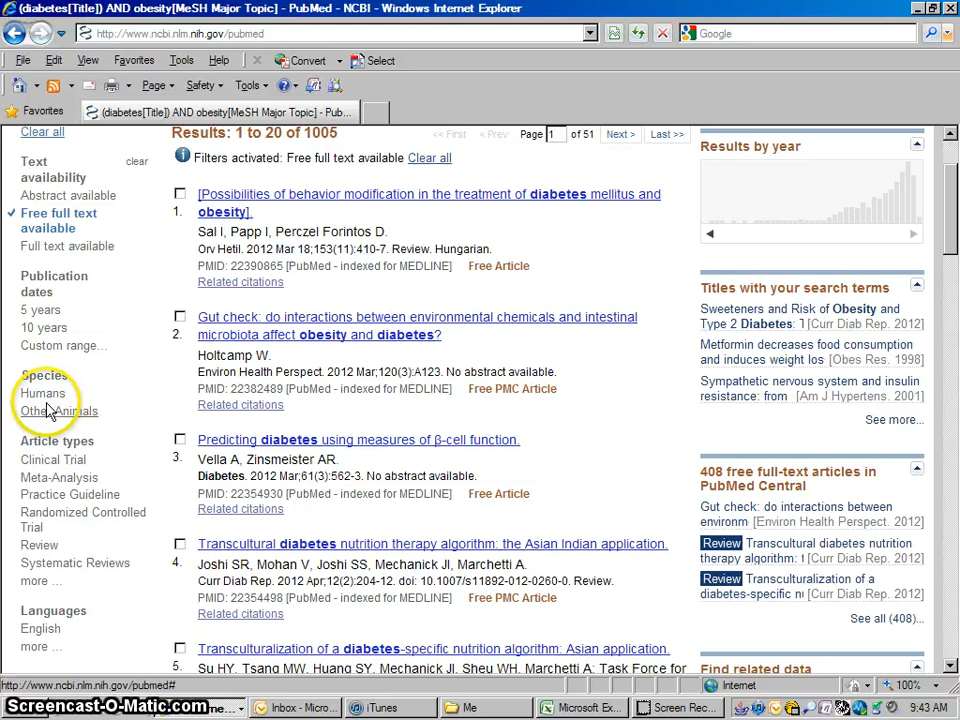 (diabetes[Title]) AND obesity[MeSH Major Topic] - PubMed - NCBI - Windows Internet Explorer
http://www.ncbi.nlm.nih.gov/pubmed
Google
File Edit View Favorites Tools Help
Convert
Select
Page Safety Tools
Favorites
(diabetes[Title]) AND obesity[MeSH Major Topic] - Pub...
Clear all
Text availability clear
Abstract available
Free full text available
Full text available
Publication dates
5 years
10 years
Custom range...
Species
Humans
Other Animals
Article types
Clinical Trial
Meta-Analysis
Practice Guideline
Randomized Controlled Trial
Review
Systematic Reviews
more ...
Languages
English
more ...
Results: 1 to 20 of 1005
<< First < Prev Page 1 of 51 Next > Last >>
Filters activated: Free full text available Clear all
[Possibilities of behavior modification in the treatment of diabetes mellitus and
1. obesity].
Sal I, Papp I, Perczel Forintos D.
Orv Hetil. 2012 Mar 18;153(11):410-7. Review. Hungarian.
PMID: 22390865 [PubMed - indexed for MEDLINE] Free Article
Related citations
Gut check: do interactions between environmental chemicals and intestinal
2. microbiota affect obesity and diabetes?
Holtcamp W.
Environ Health Perspect. 2012 Mar;120(3):A123. No abstract available.
PMID: 22382489 [PubMed - indexed for MEDLINE] Free PMC Article
Related citations
Predicting diabetes using measures of β-cell function.
3. Vella A, Zinsmeister AR.
Diabetes. 2012 Mar;61(3):562-3. No abstract available.
PMID: 22354930 [PubMed - indexed for MEDLINE] Free Article
Related citations
Transcultural diabetes nutrition therapy algorithm: the Asian Indian application.
4. Joshi SR, Mohan V, Joshi SS, Mechanick JI, Marchetti A.
Curr Diab Rep. 2012 Apr;12(2):204-12. doi: 10.1007/s11892-012-0260-0. Review.
PMID: 22354498 [PubMed - indexed for MEDLINE] Free PMC Article
Related citations
Transculturalization of a diabetes-specific nutrition algorithm: Asian application.
5. Su HY, Tsang MW, Huang SY, Mechanick JI, Sheu WH, Marchetti A; Task Force for
Results by year
Titles with your search terms
Sweeteners and Risk of Obesity and
Type 2 Diabetes: [Curr Diab Rep. 2012]
Metformin decreases food consumption
and induces weight los [Obes Res. 1998]
Sympathetic nervous system and insulin
resistance: from [Am J Hypertens. 2001]
See more...
408 free full-text articles in
PubMed Central
Gut check: do interactions between
environm [Environ Health Perspect. 2012]
Review Transcultural diabetes nutrition
therapy algorithm: [Curr Diab Rep. 2012]
Review Transculturalization of a
diabetes-specific [Curr Diab Rep. 2012]
See all (408)...
Find related data
http://www.ncbi.nlm.nih.gov/pubmed#
Internet
100%
Screencast-O-Matic.com
Inbox - Micro...
iTunes
Me
Microsoft Ex...
Screen Rec...
9:43 AM